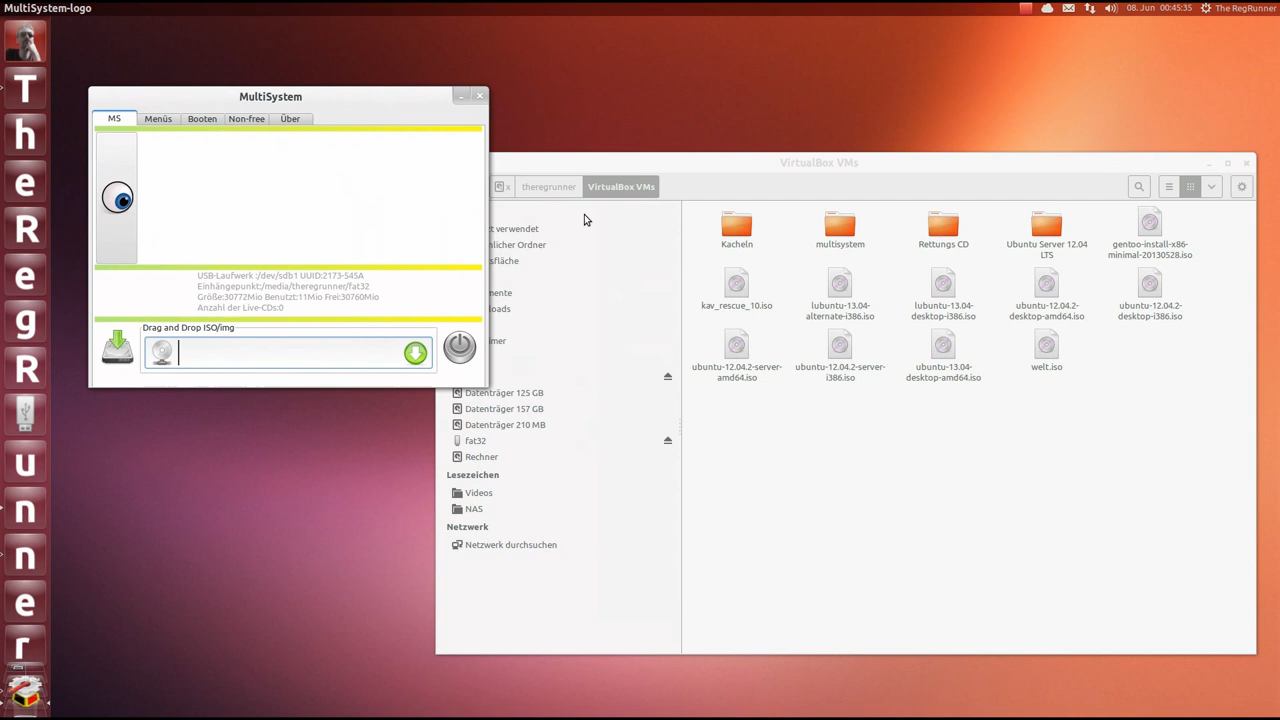 MultiSystem-logo
08. Jun 00:45:35
The RegRunner
T
h
e
R
e
g
R
u
n
n
e
r
MultiSystem
MS
Menüs
Booten
Non-free
Über
USB-Laufwerk :/dev/sdb1 UUID:2173-545A
Einhängepunkt:/media/theregrunner/fat32
Größe:30772Mio Benutzt:11Mio Frei:30760Mio
Anzahl der Live-CDs:0
Drag and Drop ISO/img
VirtualBox VMs
x
theregrunner
VirtualBox VMs
t verwendet
nlicher Ordner
sfläche
mente
loads
imer
Datenträger 125 GB
Datenträger 157 GB
Datenträger 210 MB
fat32
Rechner
Lesezeichen
Videos
NAS
Netzwerk
Netzwerk durchsuchen
Kacheln
multisystem
Rettungs CD
Ubuntu Server 12.04
LTS
gentoo-install-x86-
minimal-20130528.iso
kav_rescue_10.iso
lubuntu-13.04-
alternate-i386.iso
lubuntu-13.04-
desktop-i386.iso
ubuntu-12.04.2-
desktop-amd64.iso
ubuntu-12.04.2-
desktop-i386.iso
ubuntu-12.04.2-server-
amd64.iso
ubuntu-12.04.2-server-
i386.iso
ubuntu-13.04-
desktop-amd64.iso
welt.iso